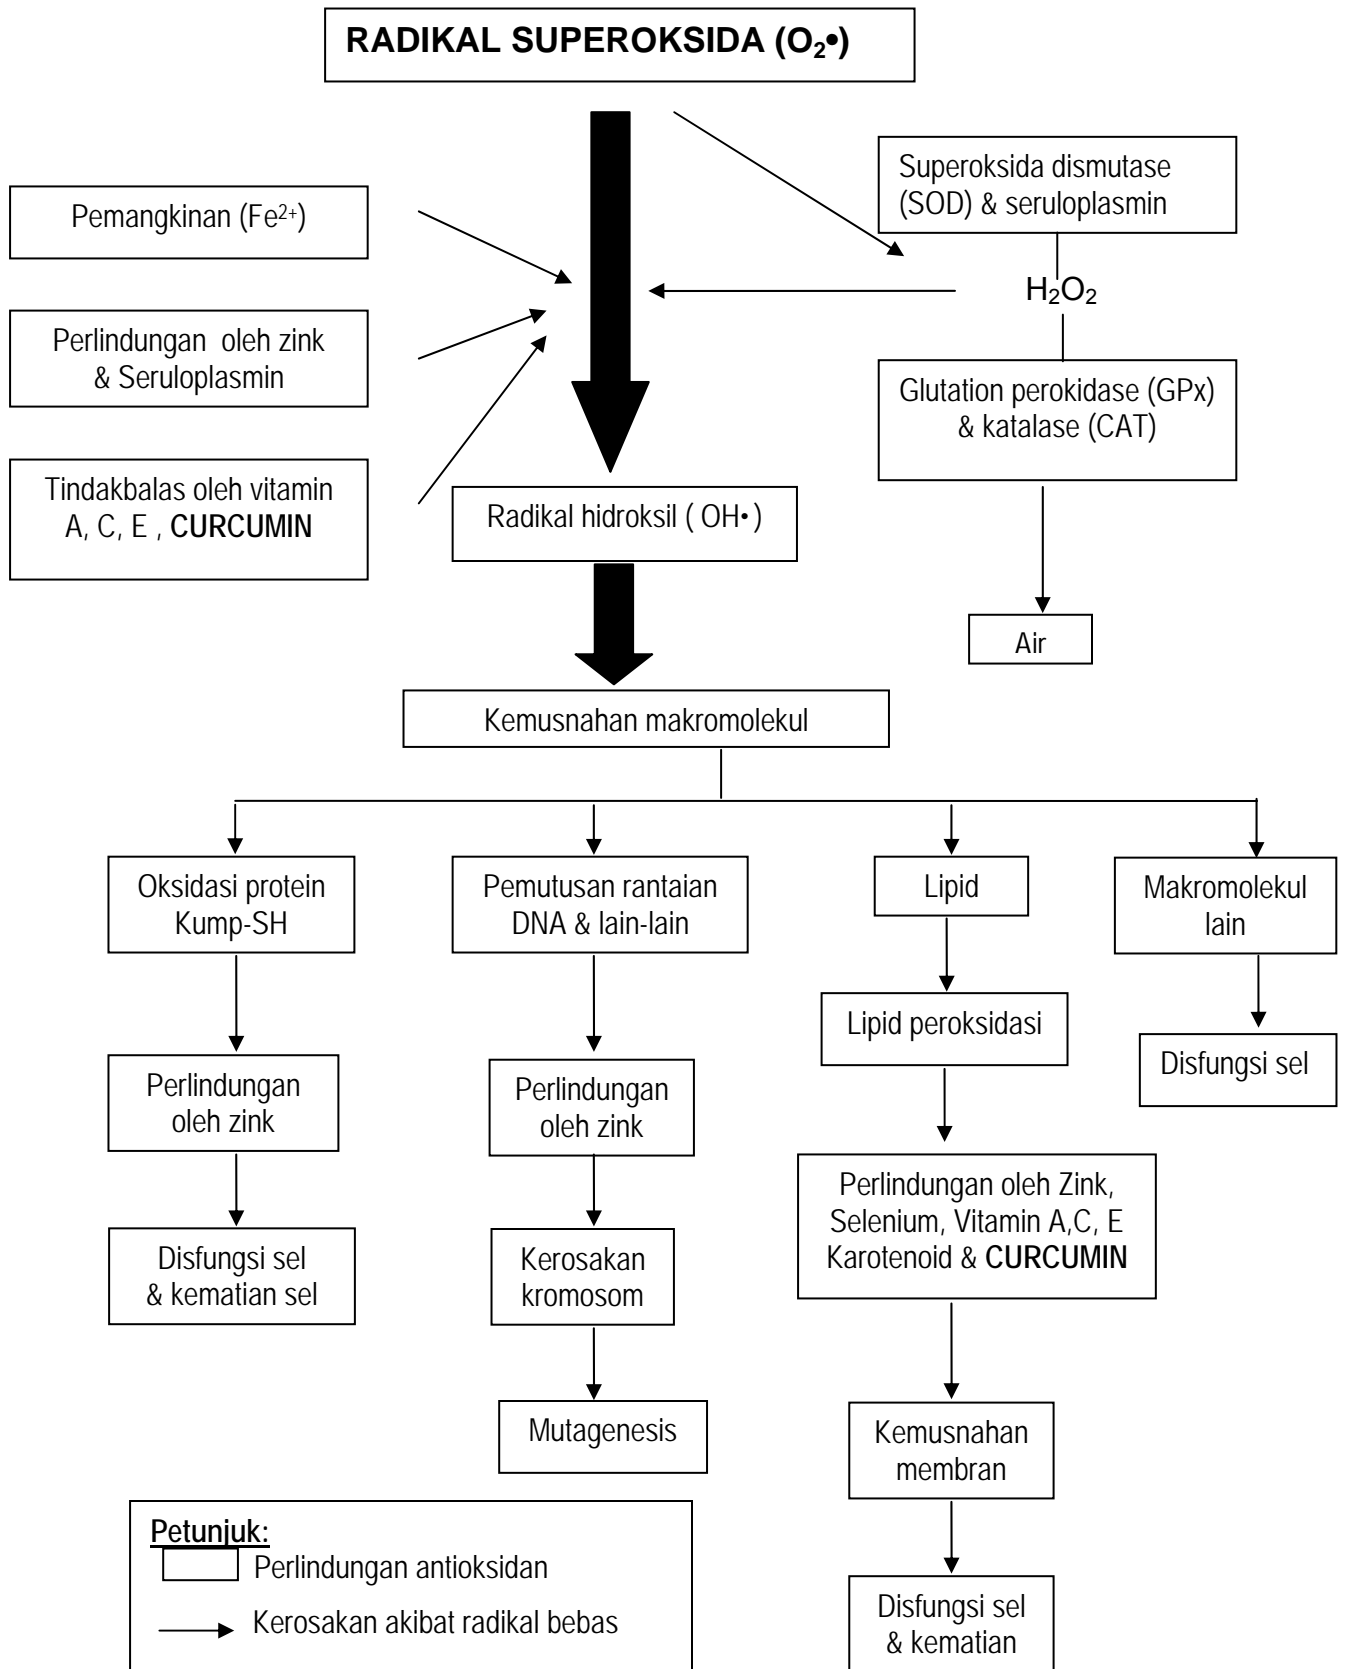 RADIKAL SUPEROKSIDA (O₂•)
Superoksida dismutase
(SOD) & seruloplasmin
Pemangkinan (Fe²⁺)
H₂O₂
Perlindungan oleh zink
& Seruloplasmin
Glutation perokidase (GPx)
& katalase (CAT)
Tindakbalas oleh vitamin
A, C, E , CURCUMIN
Radikal hidroksil ( OH• )
Air
Kemusnahan makromolekul
Oksidasi protein
Kump-SH
Pemutusan rantaian
DNA & lain-lain
Lipid
Makromolekul
lain
Lipid peroksidasi
Disfungsi sel
Perlindungan
oleh zink
Perlindungan
oleh zink
Perlindungan oleh Zink,
Selenium, Vitamin A,C, E
Karotenoid & CURCUMIN
Disfungsi sel
& kematian sel
Kerosakan
kromosom
Mutagenesis
Kemusnahan
membran
Disfungsi sel
& kematian
Petunjuk:
Perlindungan antioksidan
Kerosakan akibat radikal bebas